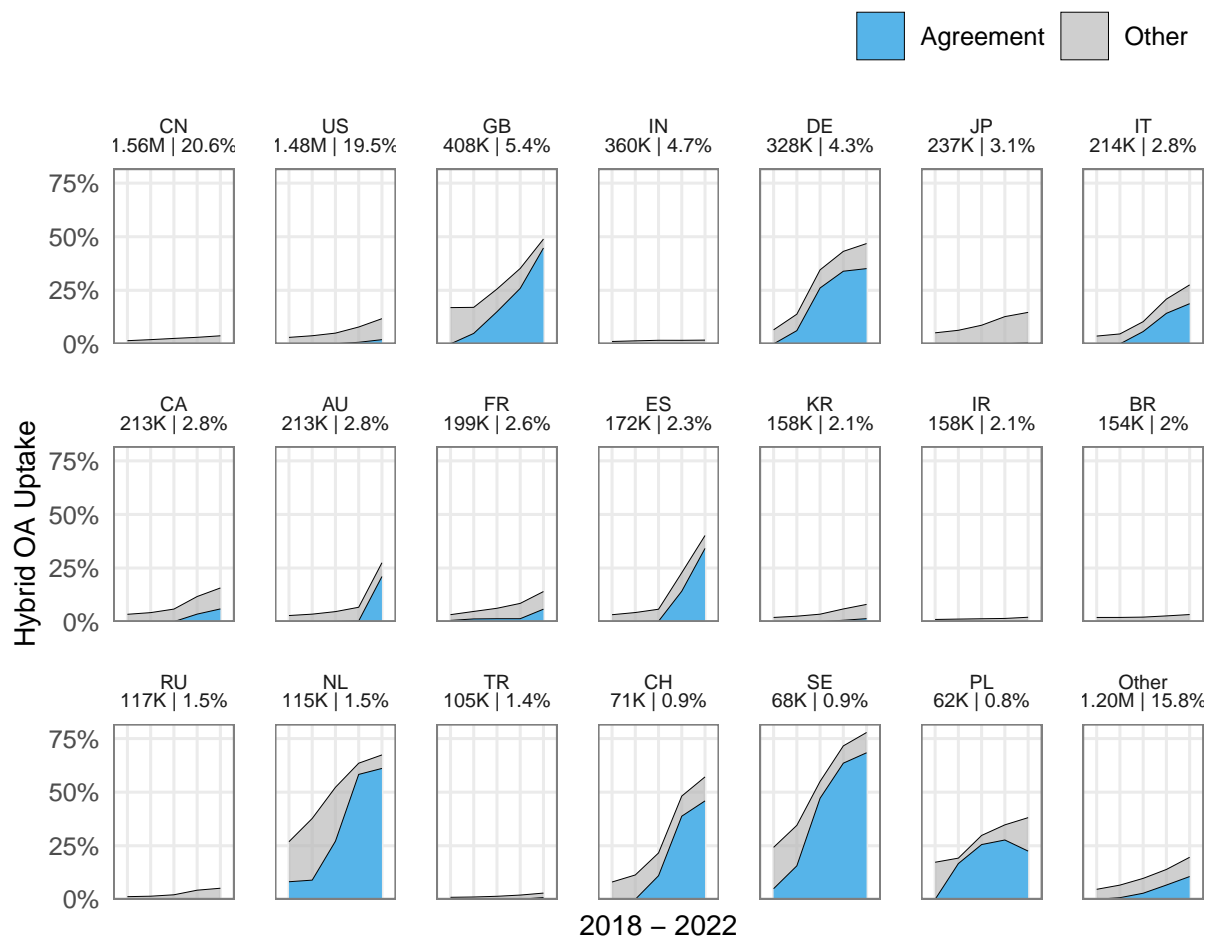 Agreement Other
CN US GB IN DE JP IT
1.56M | 20.6% 1.48M | 19.5% 408K | 5.4% 360K | 4.7% 328K | 4.3% 237K | 3.1% 214K | 2.8%
75%
50%
25%
0%
CA AU FR ES KR IR BR
213K | 2.8% 213K | 2.8% 199K | 2.6% 172K | 2.3% 158K | 2.1% 158K | 2.1% 154K | 2%
75%
50%
25%
0%
Hybrid OA Uptake
RU NL TR CH SE PL Other
117K | 1.5% 115K | 1.5% 105K | 1.4% 71K | 0.9% 68K | 0.9% 62K | 0.8% 1.20M | 15.8%
75%
50%
25%
0%
2018 – 2022